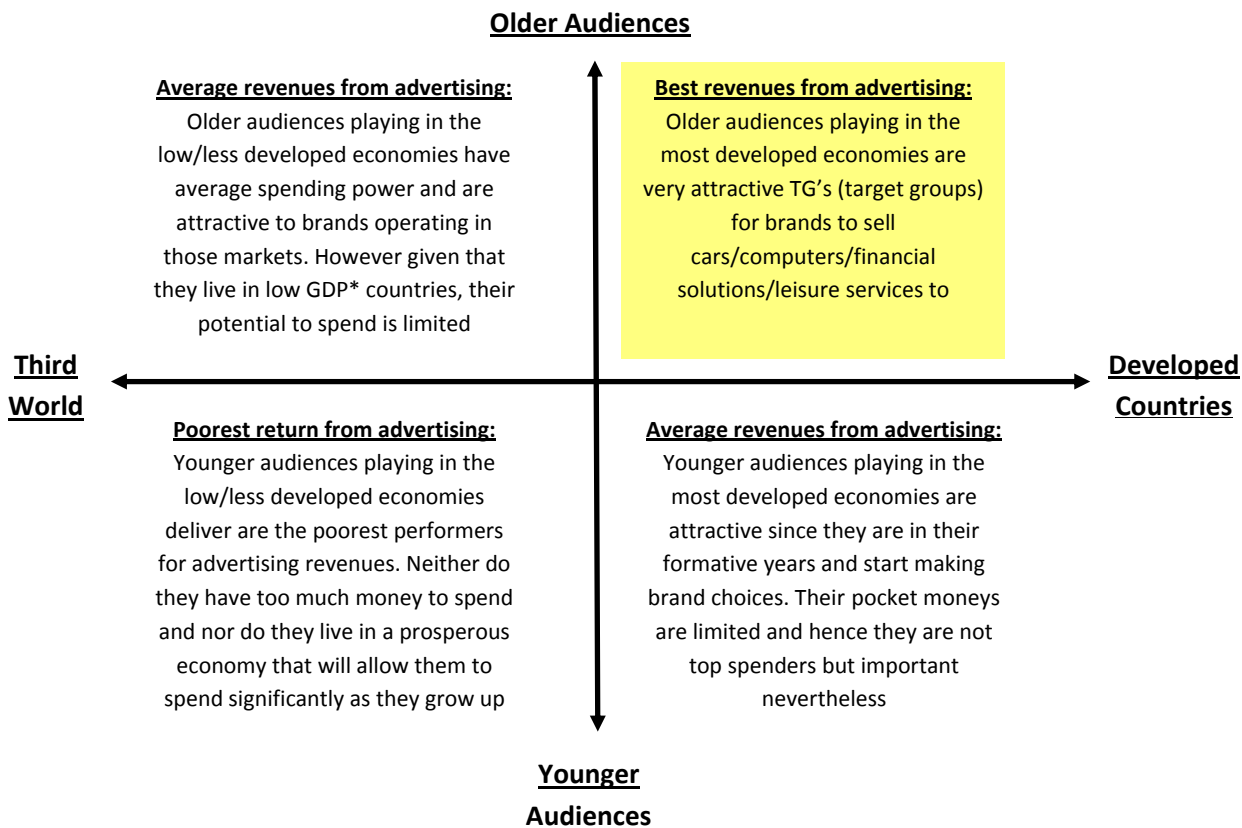 Older Audiences
Average revenues from advertising:
Older audiences playing in the
low/less developed economies have
average spending power and are
attractive to brands operating in
those markets. However given that
they live in low GDP* countries, their
potential to spend is limited
Best revenues from advertising:
Older audiences playing in the
most developed economies are
very attractive TG's (target groups)
for brands to sell
cars/computers/financial
solutions/leisure services to
Third
World
Developed
Countries
Poorest return from advertising:
Younger audiences playing in the
low/less developed economies
deliver are the poorest performers
for advertising revenues. Neither do
they have too much money to spend
and nor do they live in a prosperous
economy that will allow them to
spend significantly as they grow up
Average revenues from advertising:
Younger audiences playing in the
most developed economies are
attractive since they are in their
formative years and start making
brand choices. Their pocket moneys
are limited and hence they are not
top spenders but important
nevertheless
Younger
Audiences